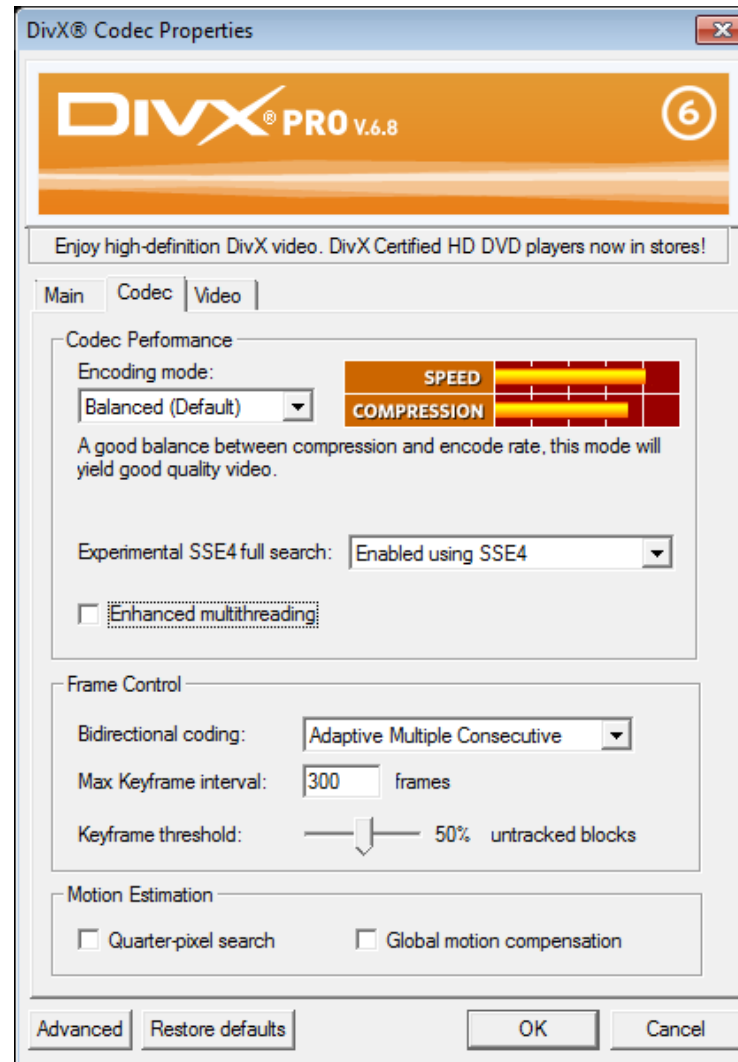 DivX® Codec Properties
DIVX® PRO V.6.8
6
Enjoy high-definition DivX video. DivX Certified HD DVD players now in stores!
Main Codec Video
Codec Performance
Encoding mode:
SPEED
Balanced (Default)
COMPRESSION
A good balance between compression and encode rate, this mode will
yield good quality video.
Experimental SSE4 full search: Enabled using SSE4
Enhanced multithreading
Frame Control
Bidirectional coding: Adaptive Multiple Consecutive
Max Keyframe interval: 300 frames
Keyframe threshold: 50% untracked blocks
Motion Estimation
Quarter-pixel search Global motion compensation
Advanced Restore defaults OK Cancel